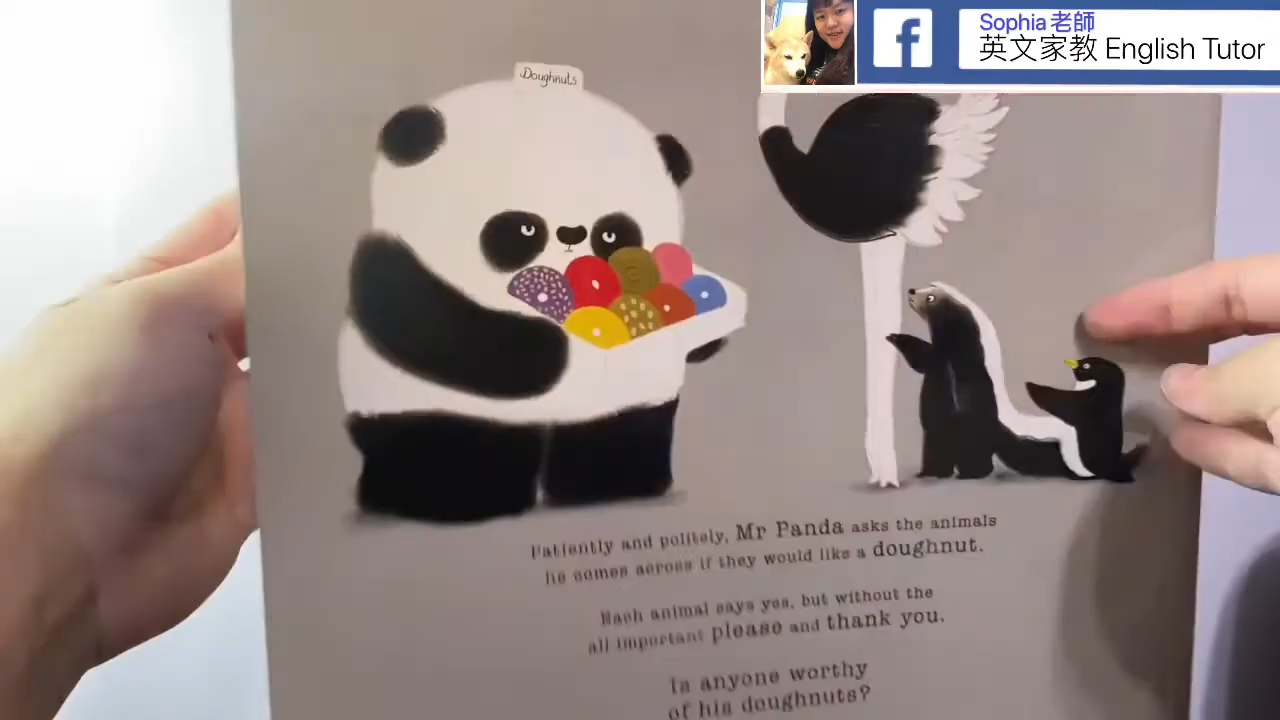 Sophia老師
英文家教 English Tutor
Doughnuts
Patiently and politely, Mr Panda asks the animals
he comes across if they would like a doughnut.
Each animal says yes, but without the
all important please and thank you.
Is anyone worthy
of his doughnuts?